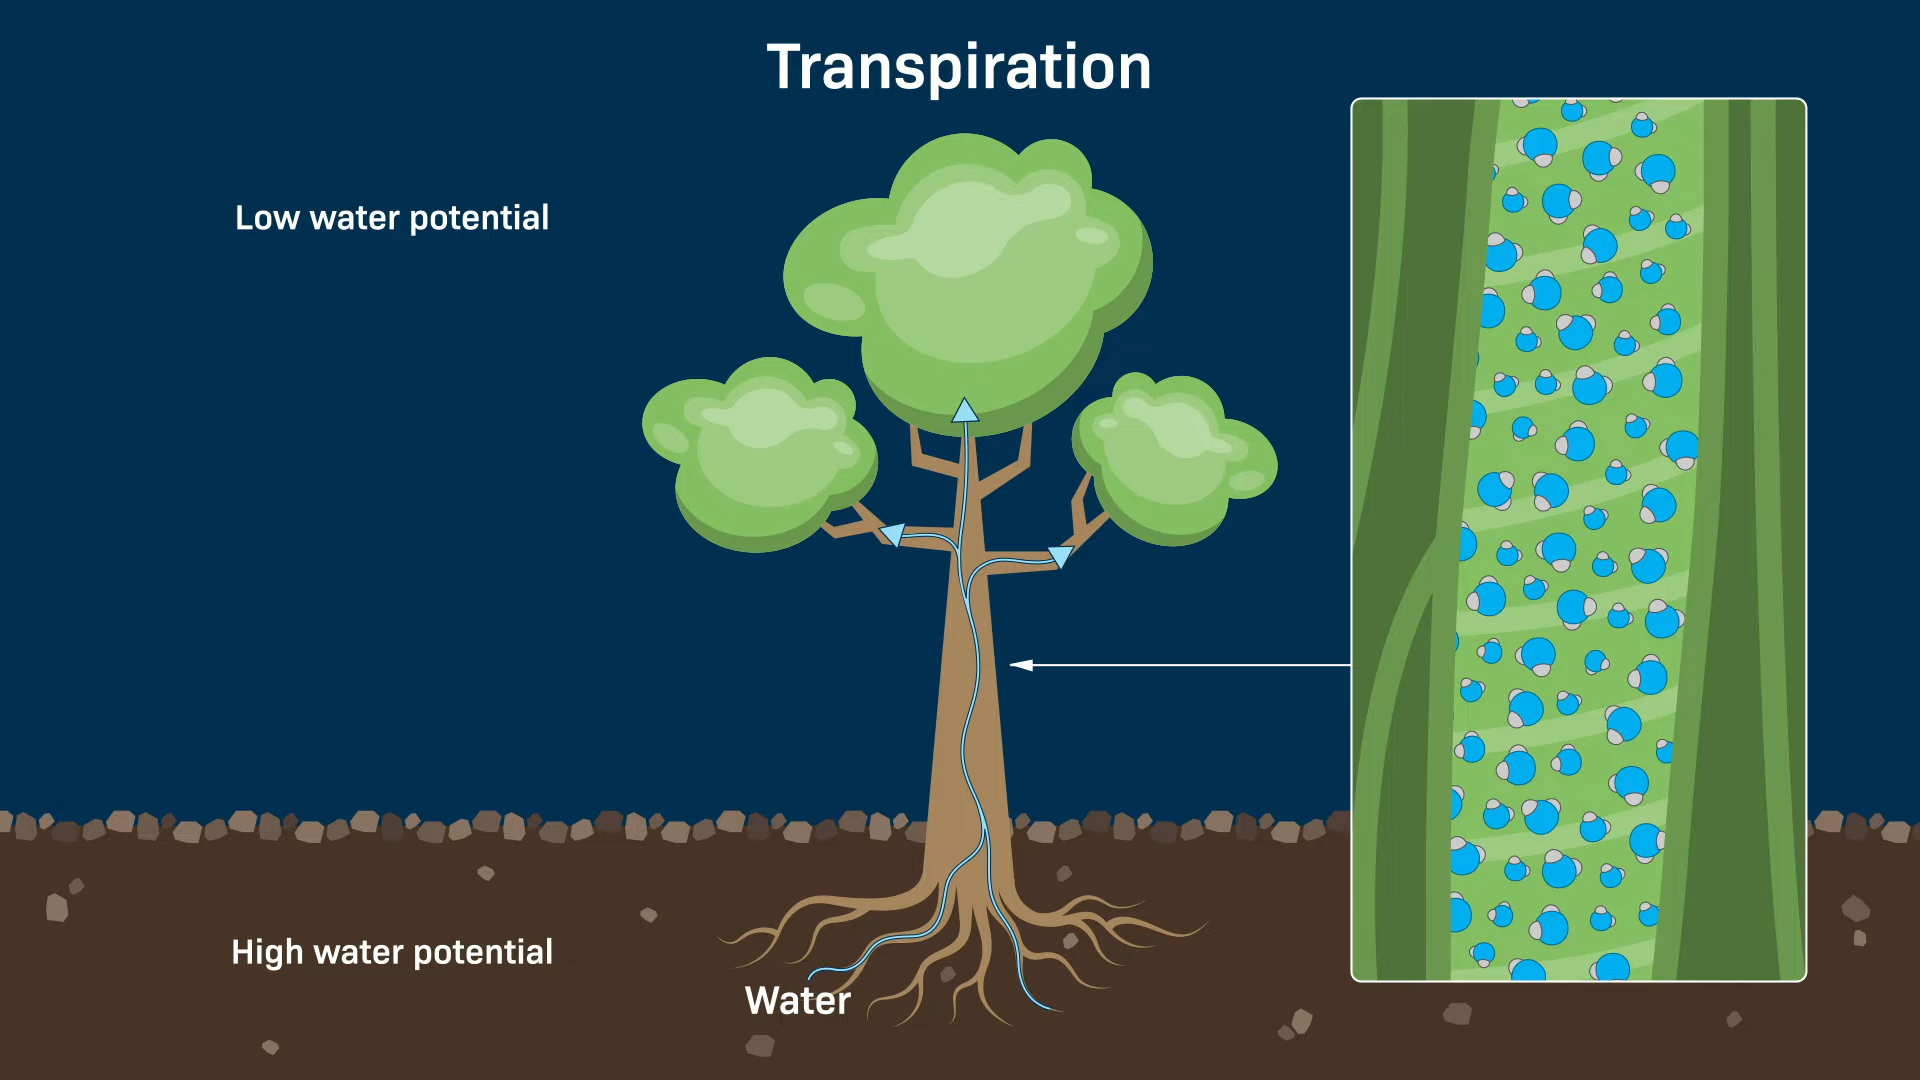 Transpiration
Low water potential
High water potential
Water